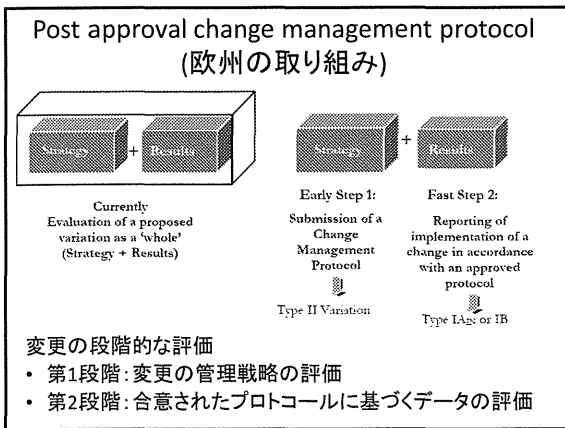 Post approval change management protocol
(欧州の取り組み)
Strategy + Results
Strategy + Results
Currently
Evaluation of a proposed
variation as a 'whole'
(Strategy + Results)
Early Step 1:
Submission of a
Change
Management
Protocol
Type II Variation
Fast Step 2:
Reporting of
implementation of a
change in accordance
with an approved
protocol
Type IAIN or IB
変更の段階的な評価
• 第1段階:変更の管理戦略の評価
• 第2段階:合意されたプロトコールに基づくデータの評価